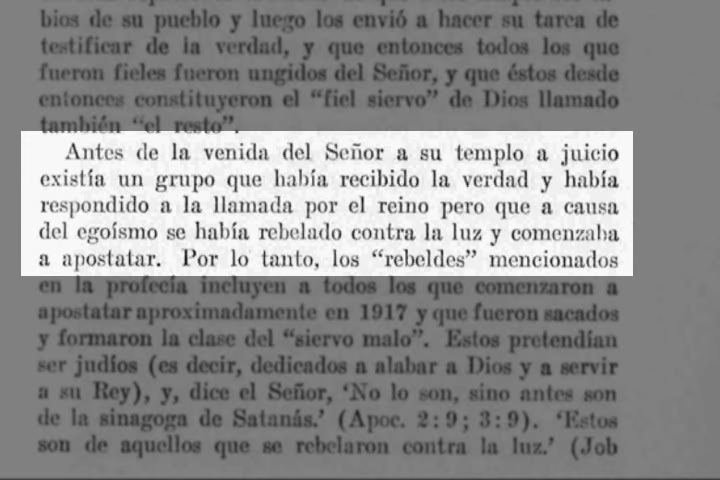 bios de su pueblo y luego los envió a hacer su tarea de
testificar de la verdad, y que entonces todos los que
fueron fieles fueron ungidos del Señor, y que éstos desde
entonces constituyeron el “fiel siervo” de Dios llamado
también “el resto”.
Antes de la venida del Señor a su templo a juicio
existía un grupo que había recibido la verdad y había
respondido a la llamada por el reino pero que a causa
del egoísmo se había rebelado contra la luz y comenzaba
a apostatar. Por lo tanto, los “rebeldes” mencionados
en la profecía incluyen a todos los que comenzaron a
apostatar aproximadamente en 1917 y que fueron sacados
y formaron la clase del “siervo malo”. Estos pretendían
ser judíos (es decir, dedicados a alabar a Dios y a servir
a su Rey), y, dice el Señor, ‘No lo son, sino antes son
de la sinagoga de Satanás.’ (Apoc. 2:9; 3:9). ‘Estos
son de aquellos que se rebelaron contra la luz.’ (Job